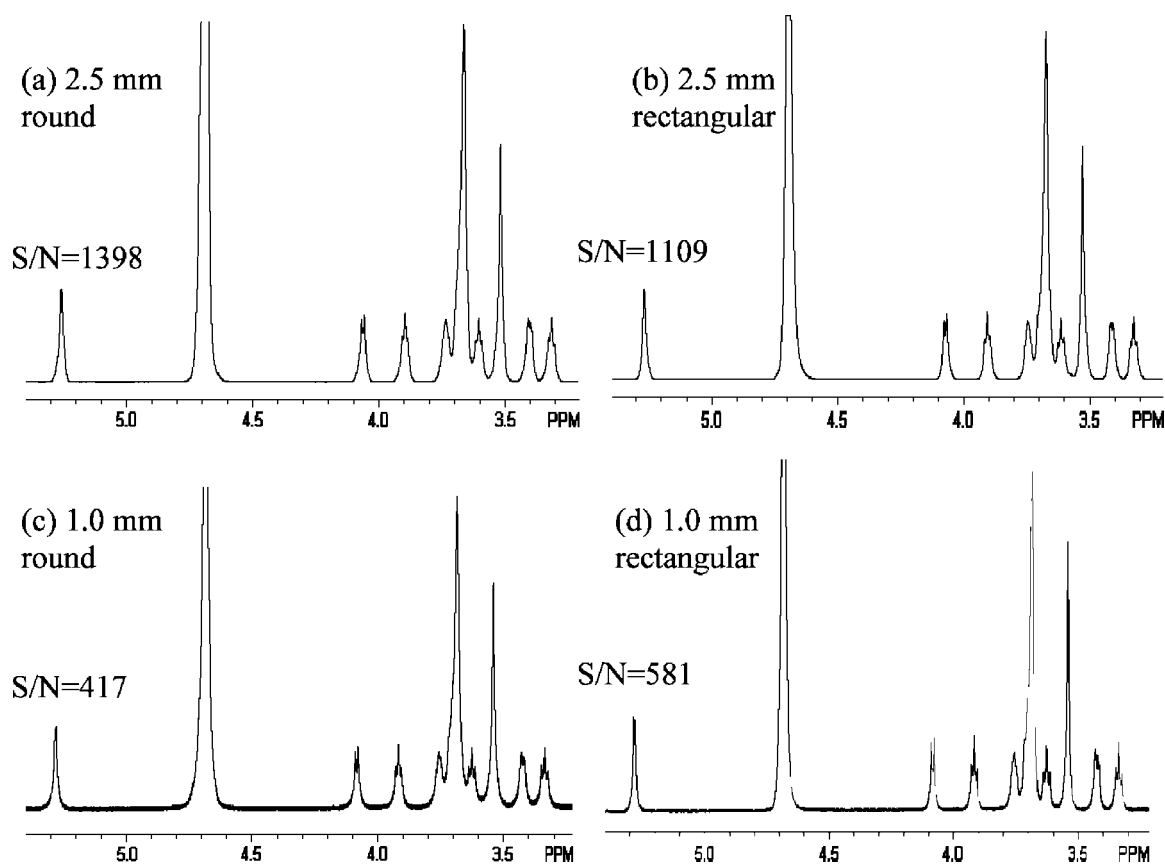 (a) 2.5 mm
round
S/N=1398
5.0 4.5 4.0 3.5 PPM
(b) 2.5 mm
rectangular
S/N=1109
5.0 4.5 4.0 3.5 PPM
(c) 1.0 mm
round
S/N=417
5.0 4.5 4.0 3.5 PPM
(d) 1.0 mm
rectangular
S/N=581
5.0 4.5 4.0 3.5 PPM